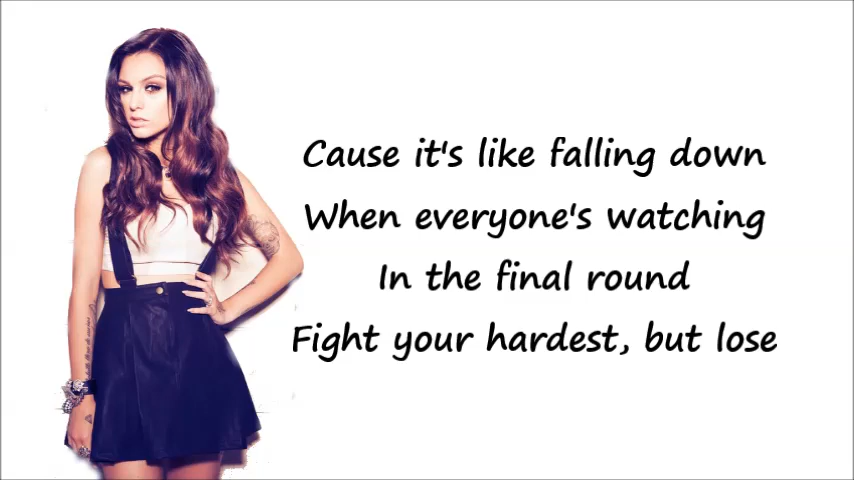 Cause it's like falling down
When everyone's watching
In the final round
Fight your hardest, but lose